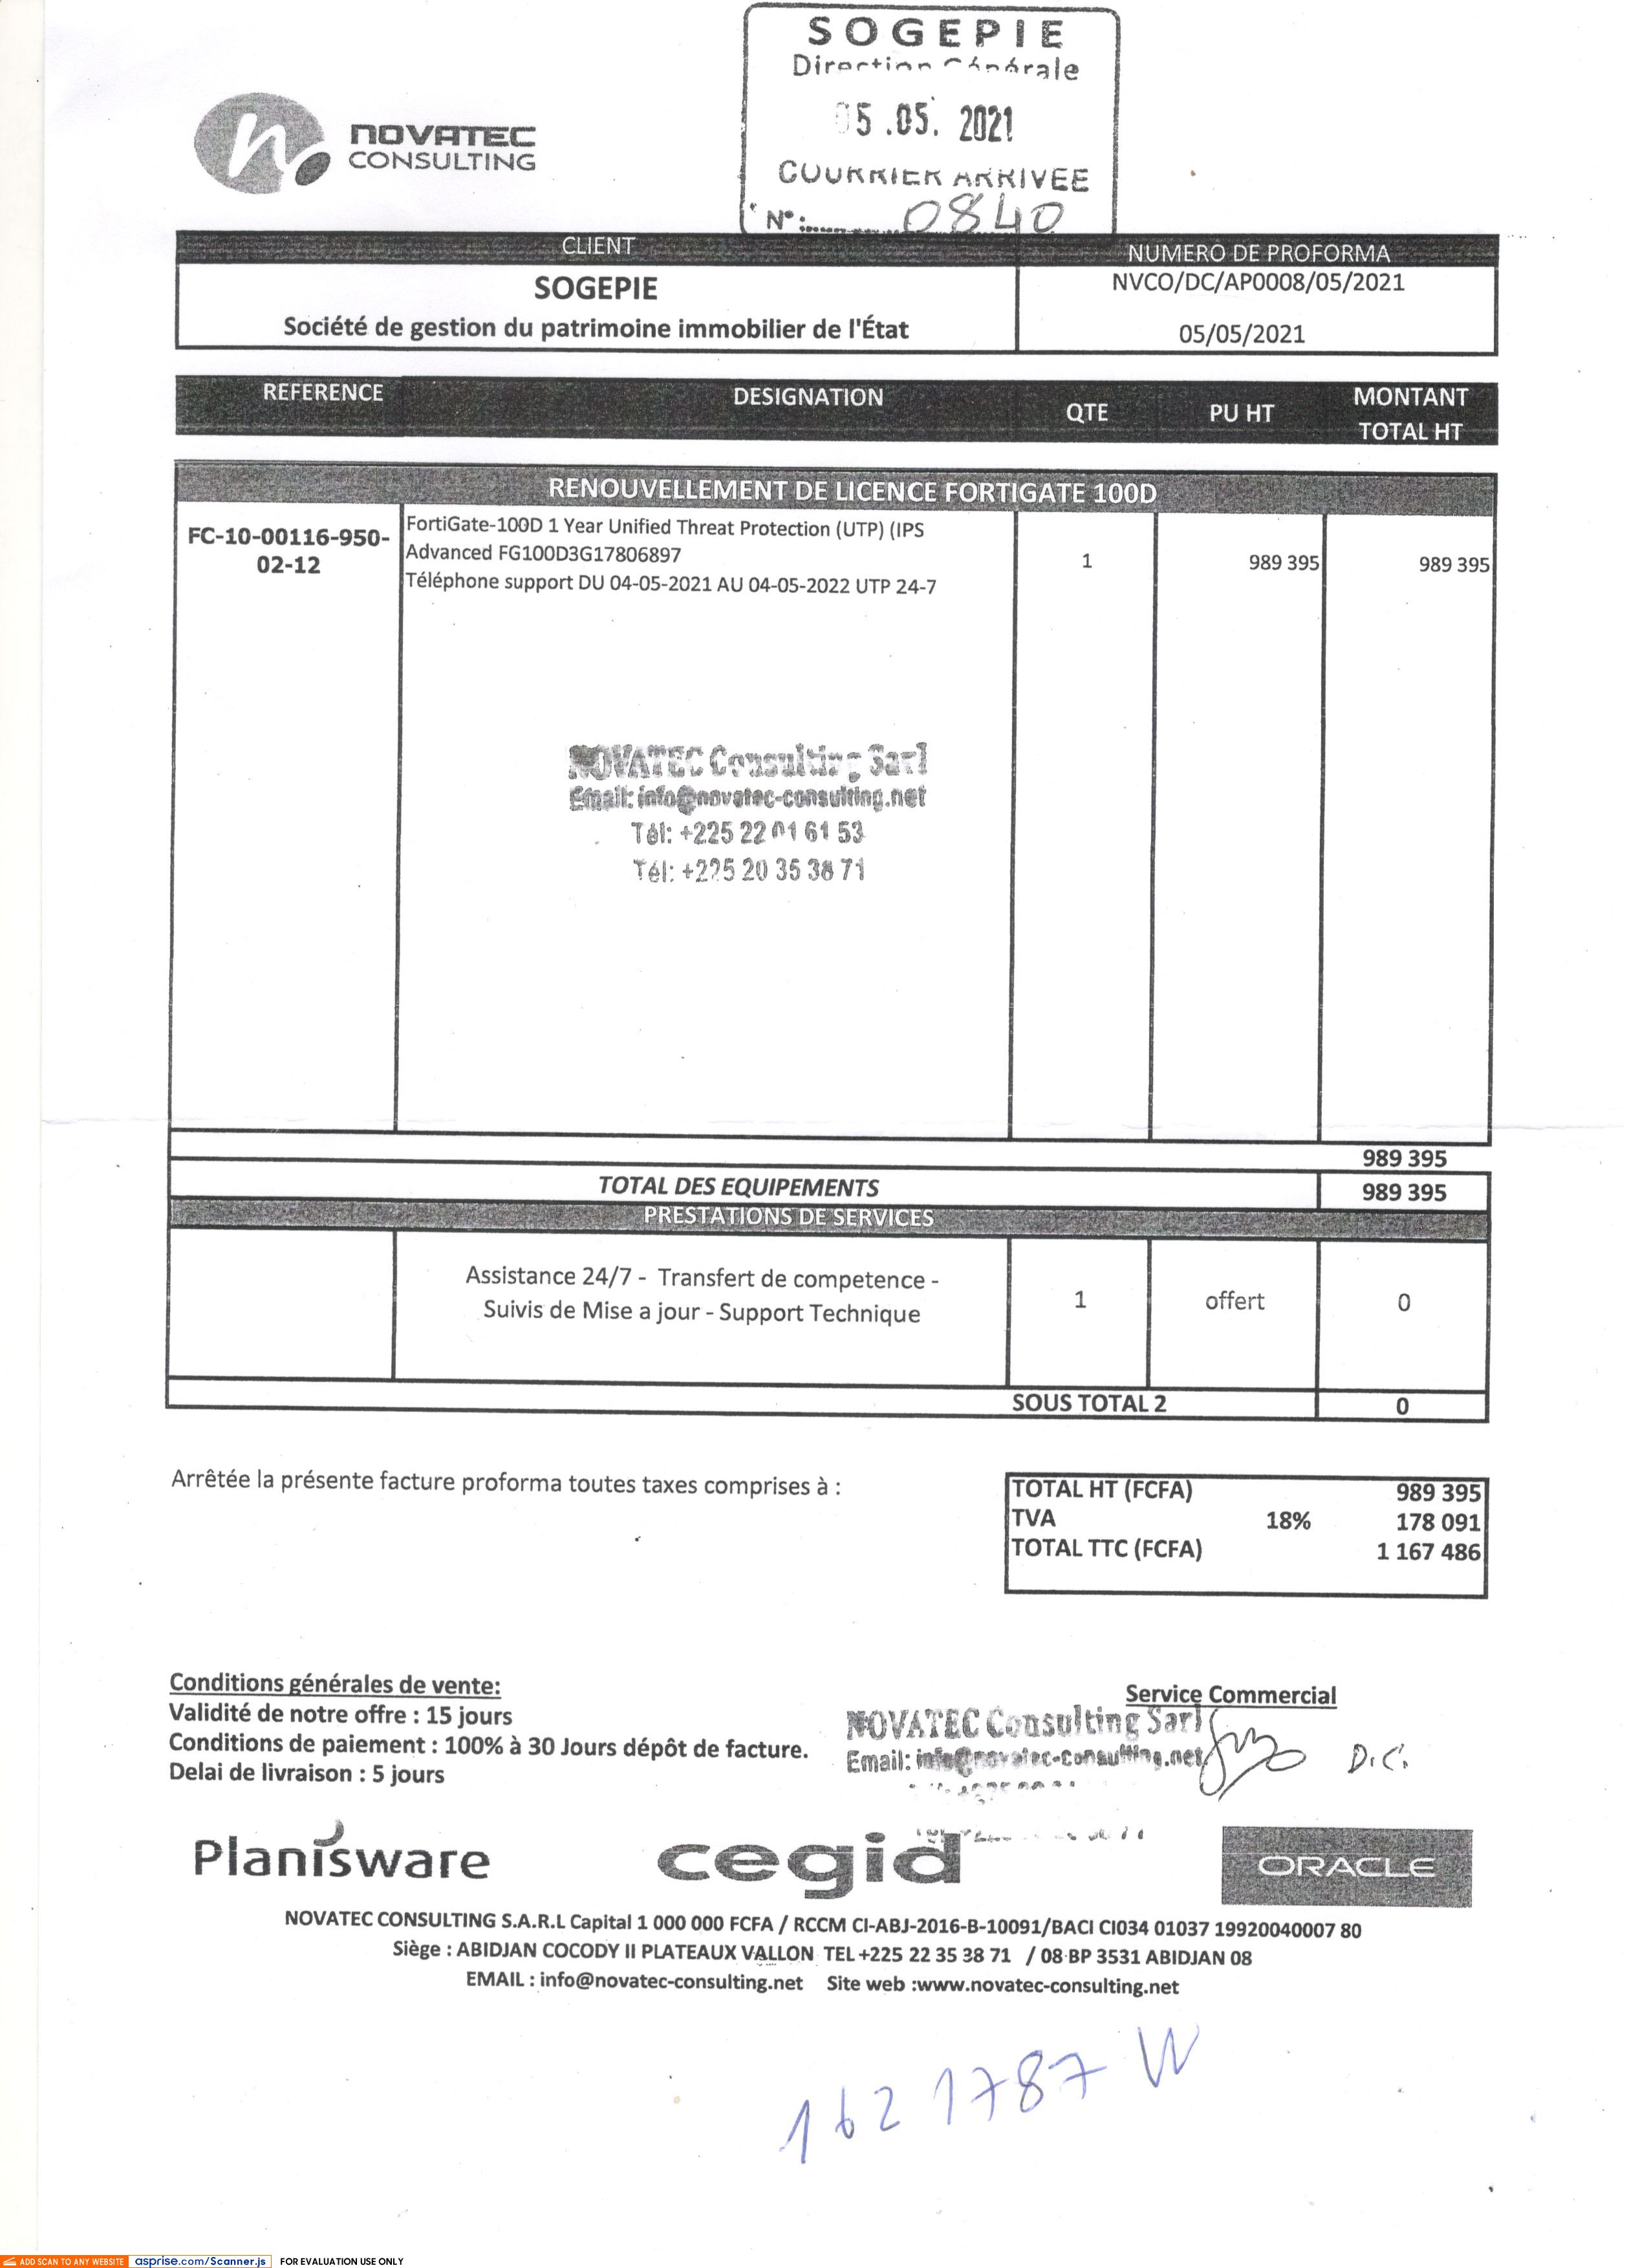 SOGEPIE
Direction Générale
05.05. 2021
COURRIER ARRIVEE
N° : 0840
NOVATEC
CONSULTING
CLIENT
NUMERO DE PROFORMA
SOGEPIE
NVCO/DC/AP0008/05/2021
Société de gestion du patrimoine immobilier de l'État
05/05/2021
REFERENCE DESIGNATION QTE PU HT MONTANT
TOTAL HT
RENOUVELLEMENT DE LICENCE FORTIGATE 100D
FC-10-00116-950-
02-12
FortiGate-100D 1 Year Unified Threat Protection (UTP) (IPS
Advanced FG100D3G17806897
Téléphone support DU 04-05-2021 AU 04-05-2022 UTP 24-7
1 989 395 989 395
NOVATEC Consulting Sarl
Email: info@novatec-consulting.net
Tél: +225 22 01 61 53
Tél: +225 20 35 38 71
989 395
TOTAL DES EQUIPEMENTS 989 395
PRESTATIONS DE SERVICES
Assistance 24/7 - Transfert de competence -
Suivis de Mise a jour - Support Technique
1 offert 0
SOUS TOTAL 2 0
Arrêtée la présente facture proforma toutes taxes comprises à :
TOTAL HT (FCFA) 989 395
TVA 18% 178 091
TOTAL TTC (FCFA) 1 167 486
Conditions générales de vente:
Validité de notre offre : 15 jours
Conditions de paiement : 100% à 30 Jours dépôt de facture.
Delai de livraison : 5 jours
Service Commercial
NOVATEC Consulting Sarl
Email: info@novatec-consulting.net
D.C.
Planisware
cegid
ORACLE
NOVATEC CONSULTING S.A.R.L Capital 1 000 000 FCFA / RCCM CI-ABJ-2016-B-10091/BACI CI034 01037 19920040007 80
Siège : ABIDJAN COCODY II PLATEAUX VALLON TEL +225 22 35 38 71 / 08 BP 3531 ABIDJAN 08
EMAIL : info@novatec-consulting.net Site web :www.novatec-consulting.net
1621787 W
ADD SCAN TO ANY WEBSITE asprise.com/Scanner.js FOR EVALUATION USE ONLY